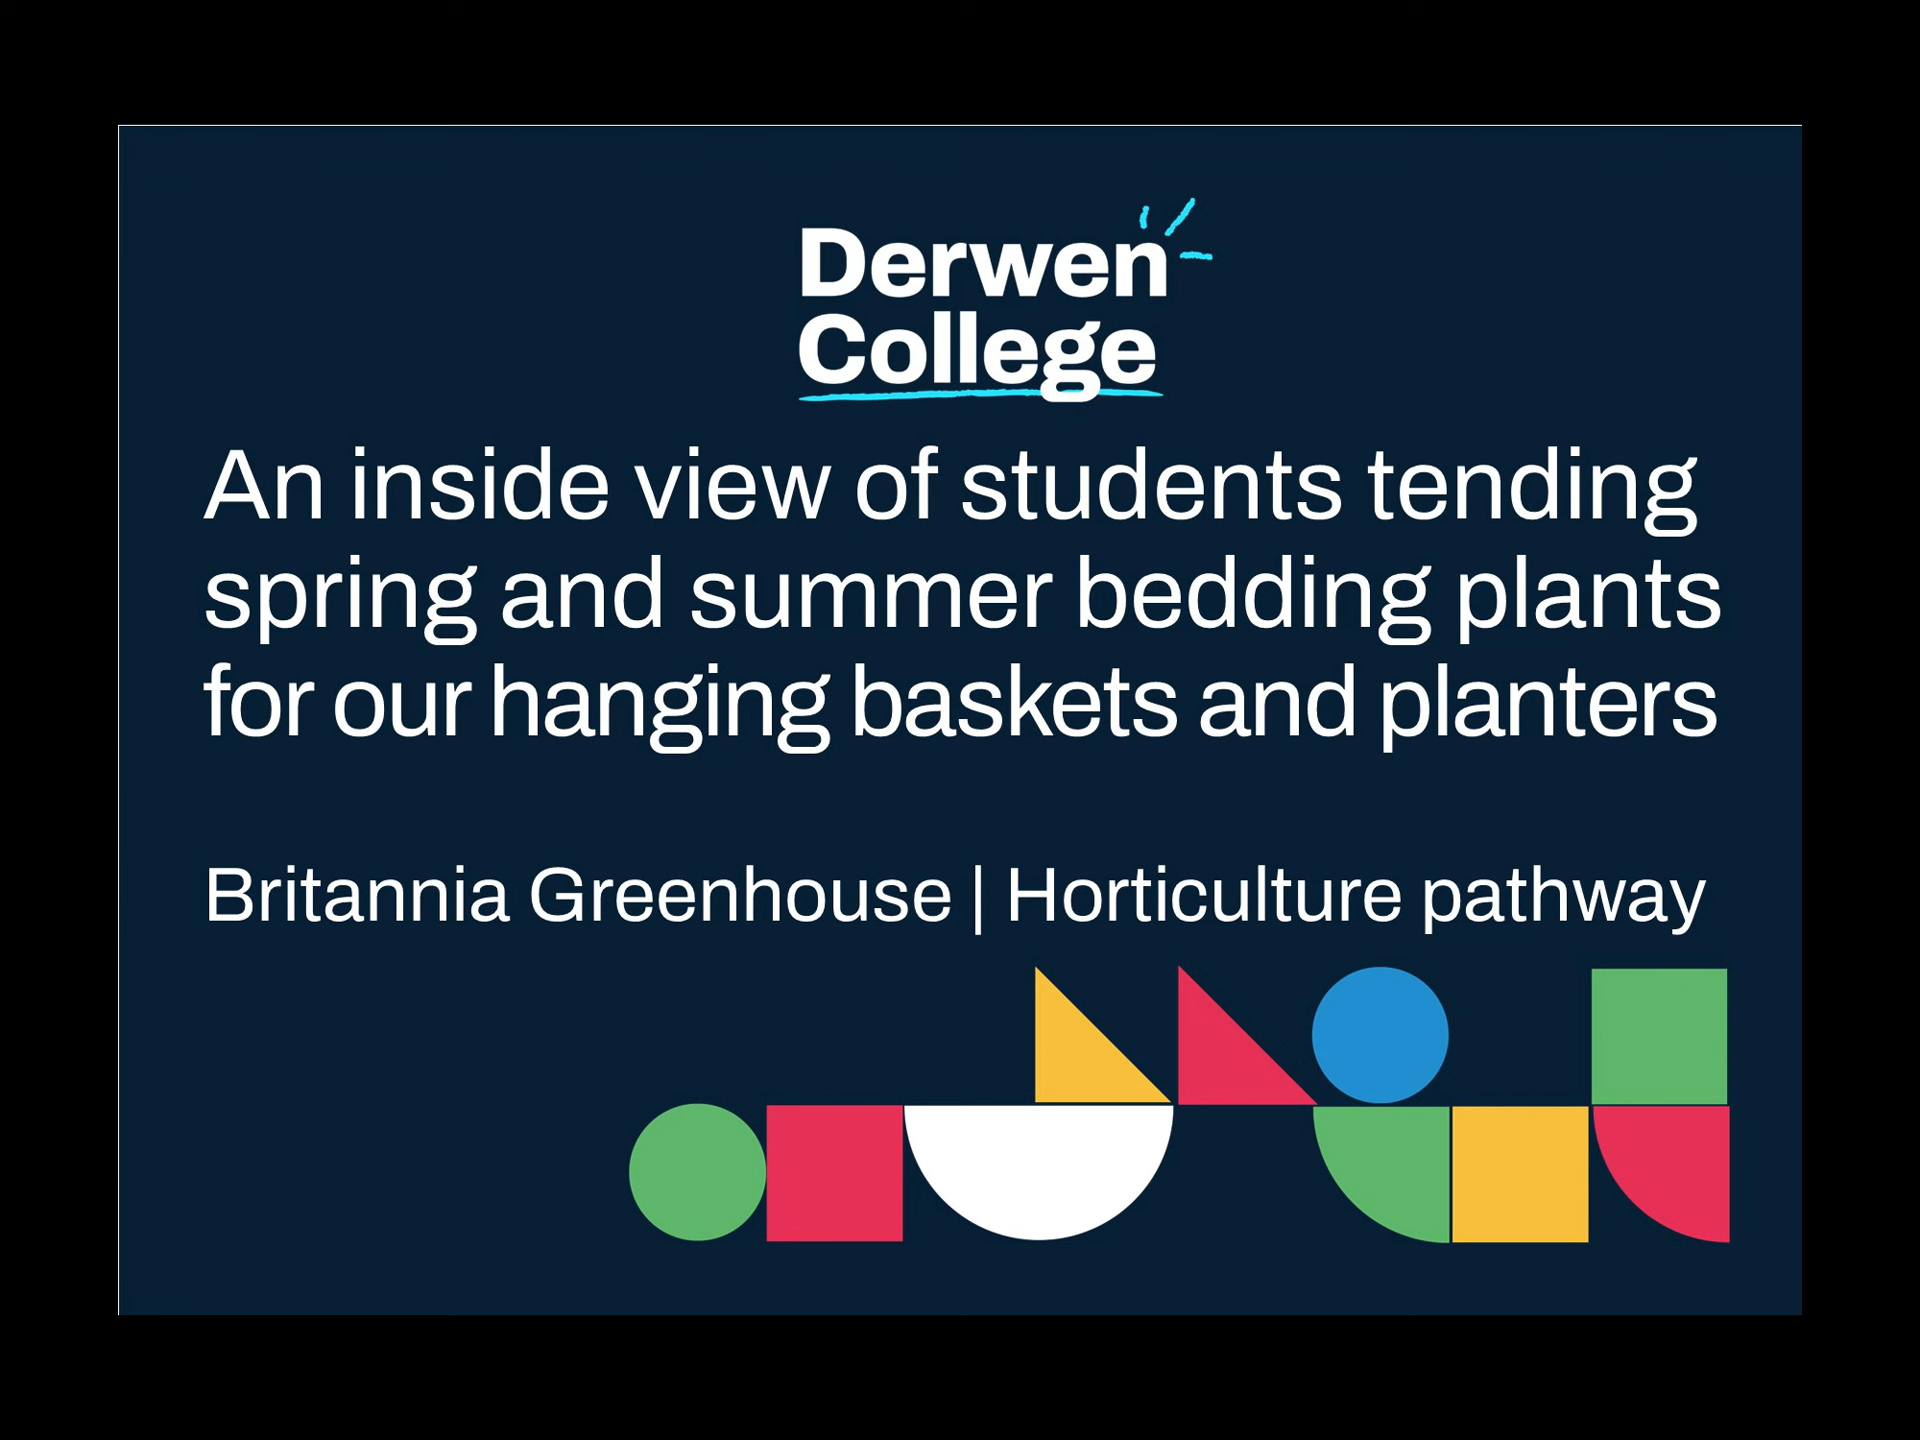 Derwen
College
An inside view of students tending
spring and summer bedding plants
for our hanging baskets and planters
Britannia Greenhouse | Horticulture pathway